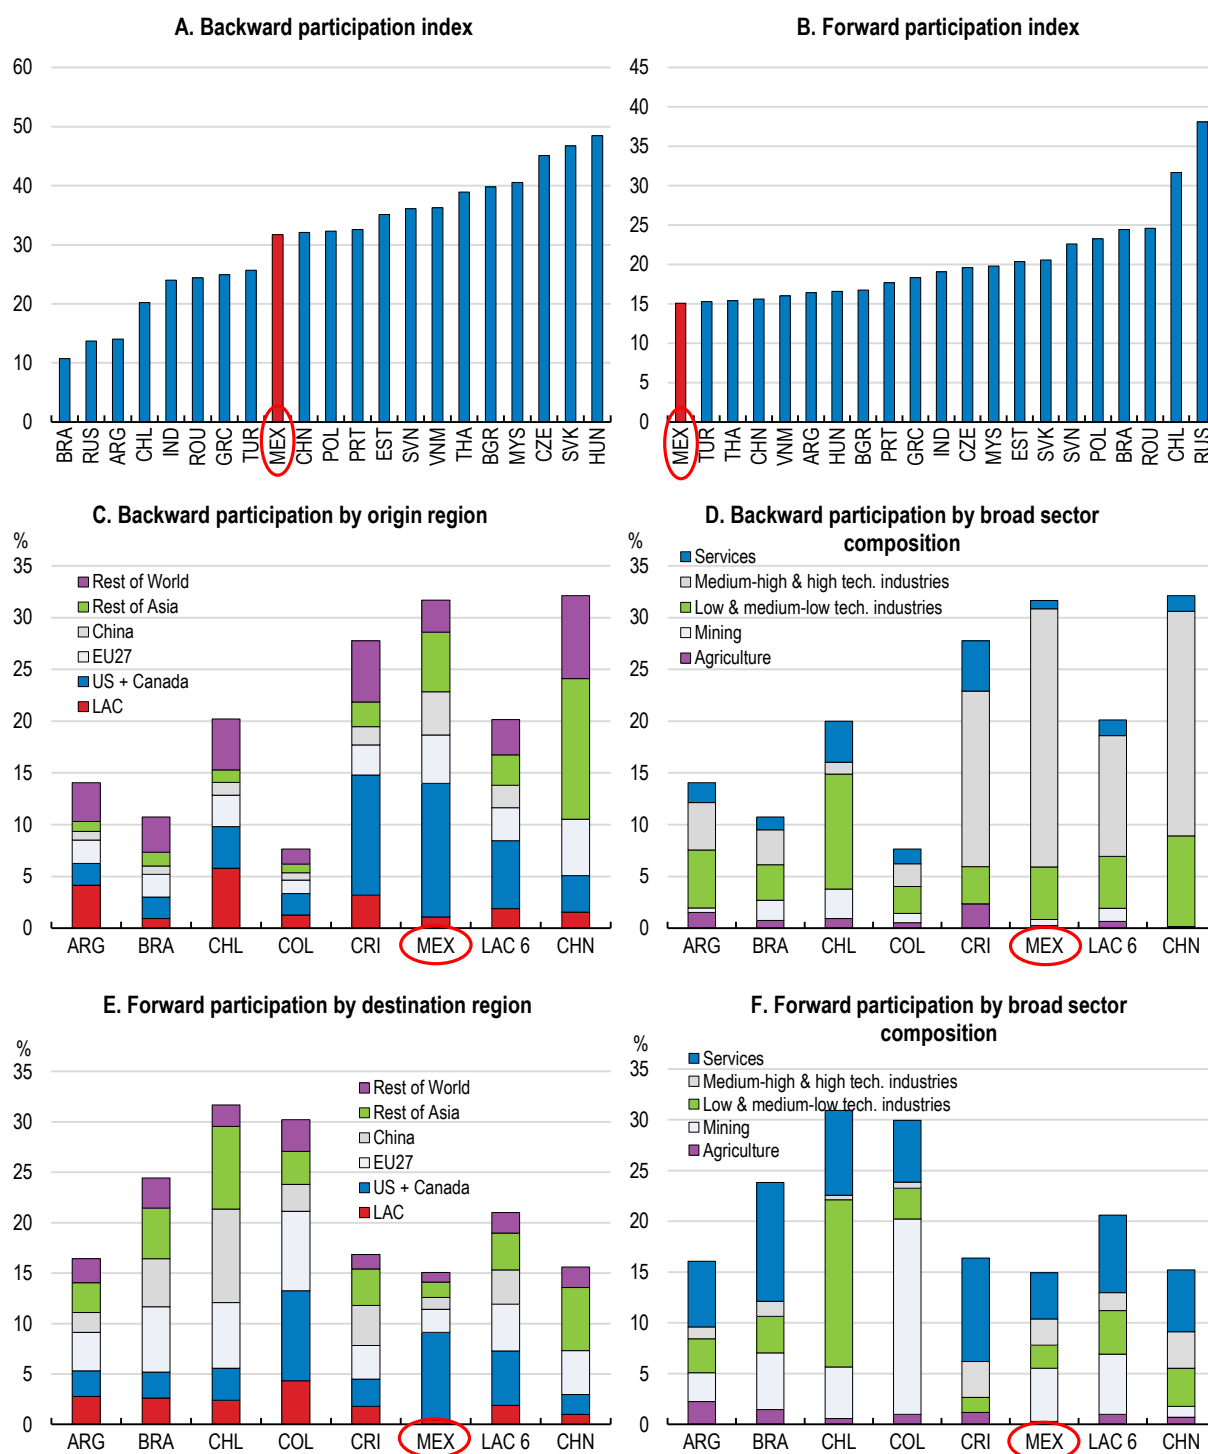 A. Backward participation index
60
50
40
30
20
10
0
BRA RUS ARG CHL IND ROU GRC TUR MEX CHN POL PRT EST SVN VNM THA BGR MYS CZE SVK HUN
B. Forward participation index
45
40
35
30
25
20
15
10
5
0
MEX TUR THA CHN VNM ARG HUN BGR PRT GRC IND CZE MYS EST SVK SVN POL BRA ROU CHL RUS
C. Backward participation by origin region
%
35
30
25
20
15
10
5
0
Rest of World
Rest of Asia
China
EU27
US + Canada
LAC
ARG BRA CHL COL CRI MEX LAC 6 CHN
D. Backward participation by broad sector
composition
%
35
30
25
20
15
10
5
0
Services
Medium-high & high tech. industries
Low & medium-low tech. industries
Mining
Agriculture
ARG BRA CHL COL CRI MEX LAC 6 CHN
E. Forward participation by destination region
%
35
30
25
20
15
10
5
0
Rest of World
Rest of Asia
China
EU27
US + Canada
LAC
ARG BRA CHL COL CRI MEX LAC 6 CHN
F. Forward participation by broad sector
composition
%
35
30
25
20
15
10
5
0
Services
Medium-high & high tech. industries
Low & medium-low tech. industries
Mining
Agriculture
ARG BRA CHL COL CRI MEX LAC 6 CHN